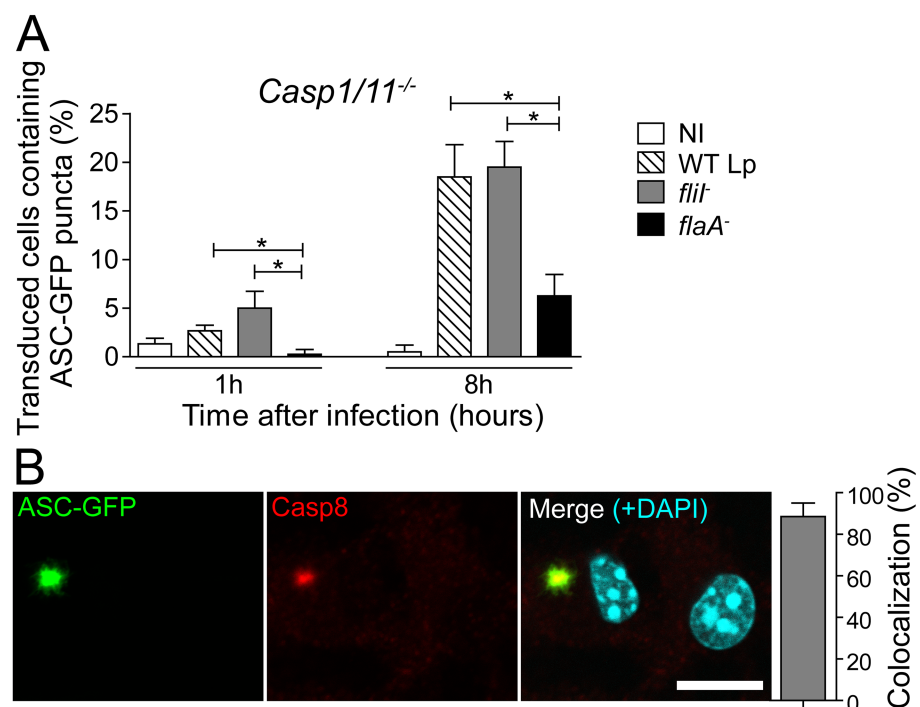 A
Transduced cells containing
ASC-GFP puncta (%)
Casp1/11-/-
25
20
15
10
5
0
*
*
*
*
NI
WT Lp
fliI-
flaA-
1h
8h
Time after infection (hours)
B
ASC-GFP
Casp8
Merge (+DAPI)
100
80
60
40
20
0
Colocalization (%)